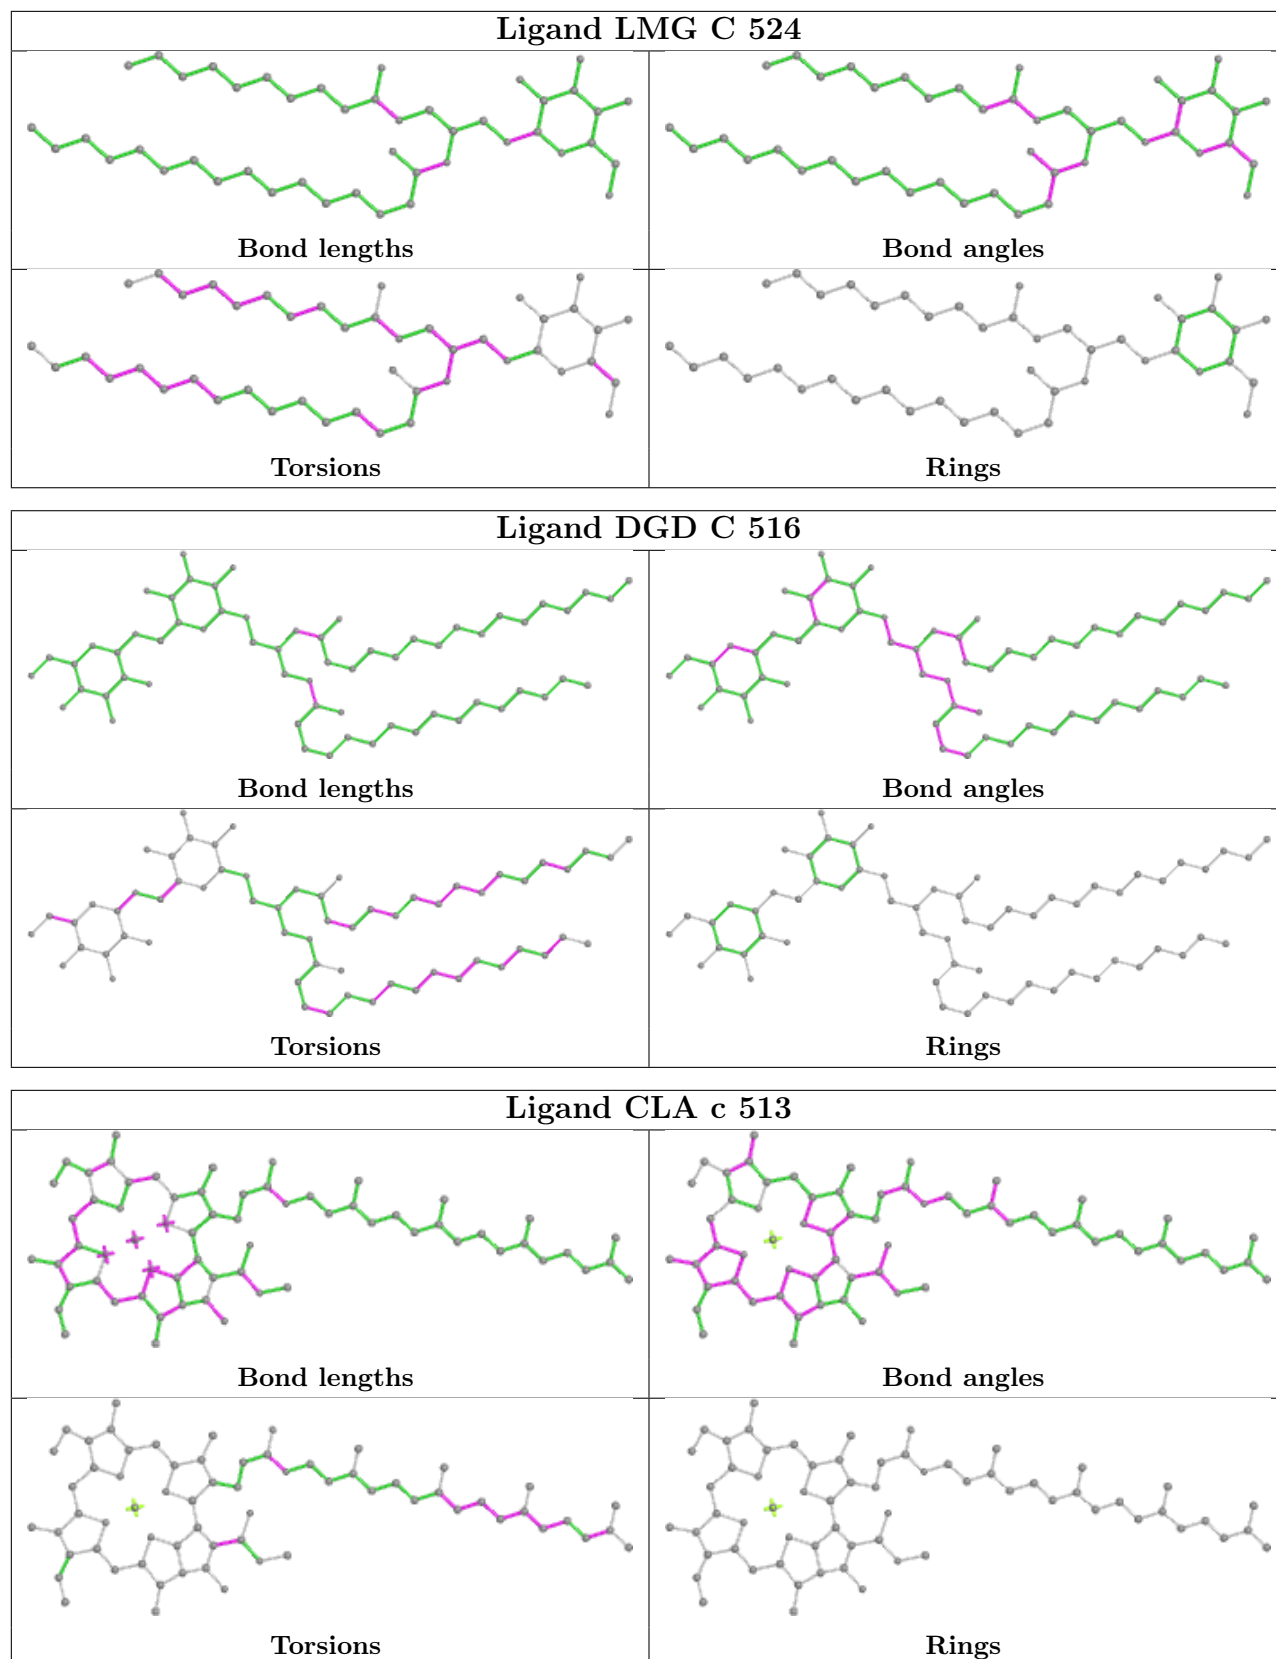 Ligand LMG C 524
Bond lengths
Bond angles
Torsions
Rings
Ligand DGD C 516
Bond lengths
Bond angles
Torsions
Rings
Ligand CLA c 513
Bond lengths
Bond angles
Torsions
Rings